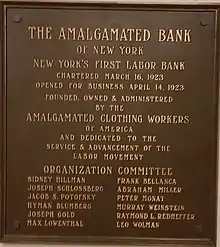 THE AMALGAMATED BANK
OF NEW YORK
NEW YORK'S FIRST LABOR BANK
CHARTERED MARCH 16, 1923
OPENED FOR BUSINESS APRIL 14, 1923
FOUNDED, OWNED & ADMINISTERED
BY THE
AMALGAMATED CLOTHING WORKERS
OF AMERICA
AND DEDICATED TO THE
SERVICE & ADVANCEMENT OF THE
LABOR MOVEMENT
ORGANIZATION COMMITTEE
SIDNEY HILLMAN FRANK BELLANCA
JOSEPH SCHLOSSBERG ABRAHAM MILLER
JACOB S. POTOFSKY PETER MONAT
HYMAN BLUMBERG MURRAY WEINSTEIN
JOSEPH GOLD RAYMOND L. REDHEFFER
MAX LOWENTHAL LEO WOLMAN